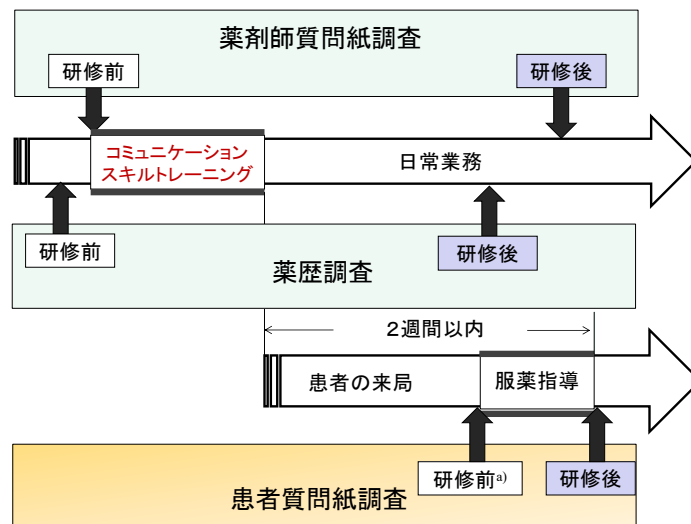 薬剤師質問紙調査
研修前
研修後
コミュニケーション
スキルトレーニング
日常業務
研修前
研修後
薬歴調査
2週間以内
患者の来局
服薬指導
研修前a)
研修後
患者質問紙調査